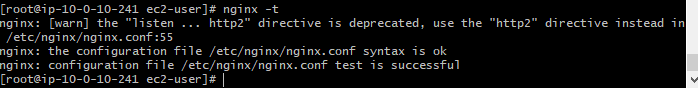 [root@ip-10-0-10-241 ec2-user]# nginx -t
nginx: [warn] the "listen ... http2" directive is deprecated, use the "http2" directive instead in
 /etc/nginx/nginx.conf:55
nginx: the configuration file /etc/nginx/nginx.conf syntax is ok
nginx: configuration file /etc/nginx/nginx.conf test is successful
[root@ip-10-0-10-241 ec2-user]#